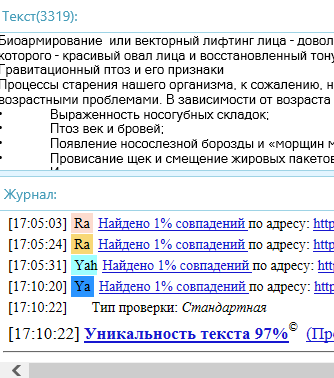 Текст(3319):
Биоармирование или векторный лифтинг лица - довол
которого - красивый овал лица и восстановленный тону
Гравитационный птоз и его признаки
Процессы старения нашего организма, к сожалению, н
возрастными проблемами. В зависимости от возраста
• Выраженность носогубных складок;
• Птоз век и бровей;
• Появление носослезной борозды и «морщин м
• Провисание щек и смещение жировых пакетов
Журнал:
[17:05:03] Ra Найдено 1% совпадений по адресу: http
[17:05:24] Ra Найдено 1% совпадений по адресу: http
[17:05:31] Yah Найдено 1% совпадений по адресу: http
[17:10:20] Ya Найдено 1% совпадений по адресу: http
[17:10:22] Тип проверки: Стандартная
[17:10:22] Уникальность текста 97%© (Про